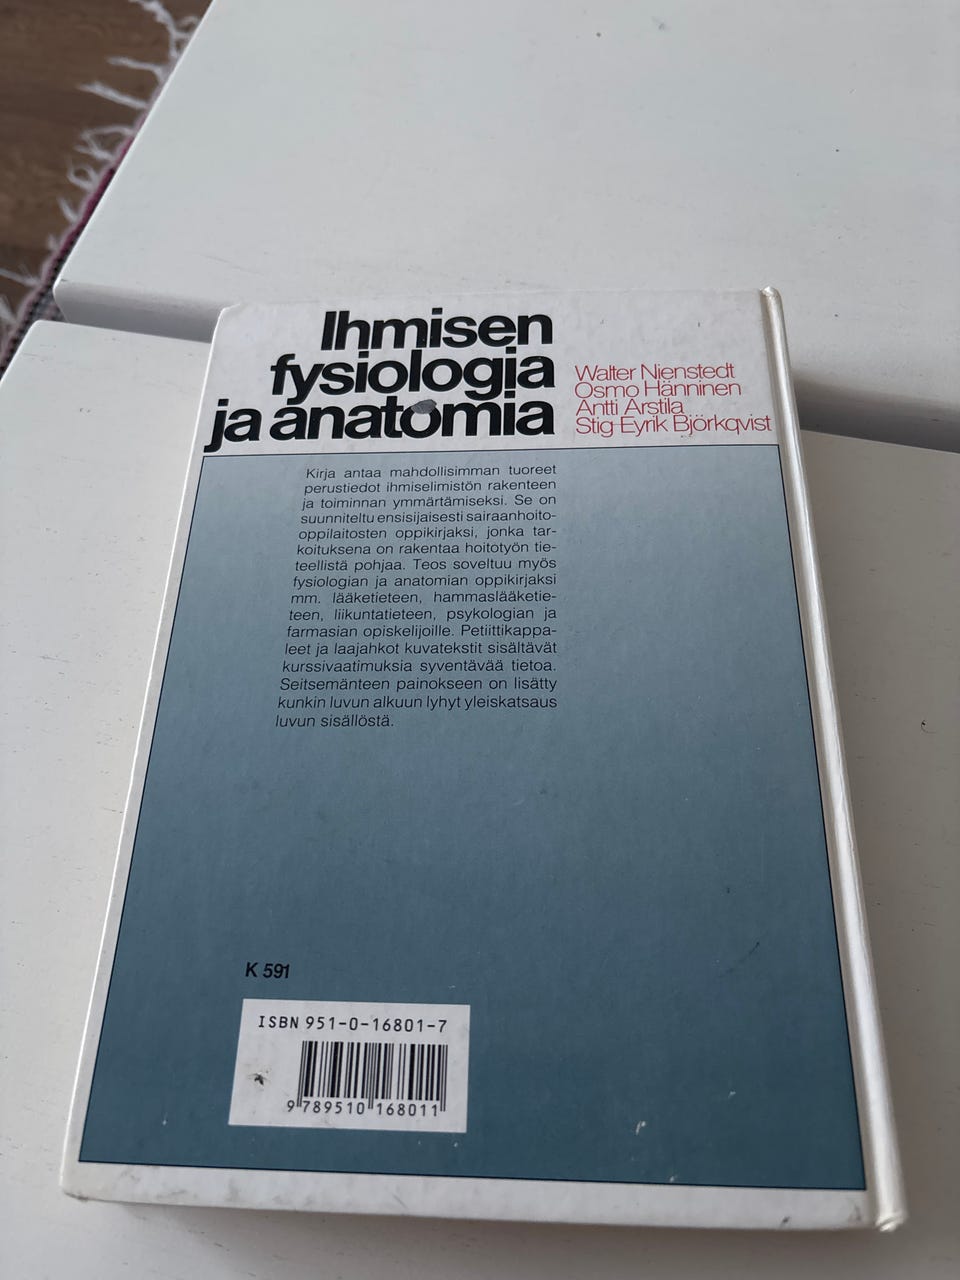 Ihmisen
fysiologia
ja anatomia
Walter Nienstedt
Osmo Hänninen
Antti Arstila
Stig-Eyrik Björkqvist
Kirja antaa mahdollisimman tuoreet
perustiedot ihmiselimistön rakenteen
ja toiminnan ymmärtämiseksi. Se on
suunniteltu ensisijaisesti sairaanhoito-
oppilaitosten oppikirjaksi, jonka tar-
koituksena on rakentaa hoitotyön tie-
teellistä pohjaa. Teos soveltuu myös
fysiologian ja anatomian oppikirjaksi
mm. lääketieteen, hammaslääketie-
teen, liikuntatieteen, psykologian ja
farmasian opiskelijoille. Petiittikappa-
leet ja laajahkot kuvatekstit sisältävät
kurssivaatimuksia syventävää tietoa.
Seitsemänteen painokseen on lisätty
kunkin luvun alkuun lyhyt yleiskatsaus
luvun sisällöstä.
K 591
ISBN 951-0-16801-7
9 789510 168011